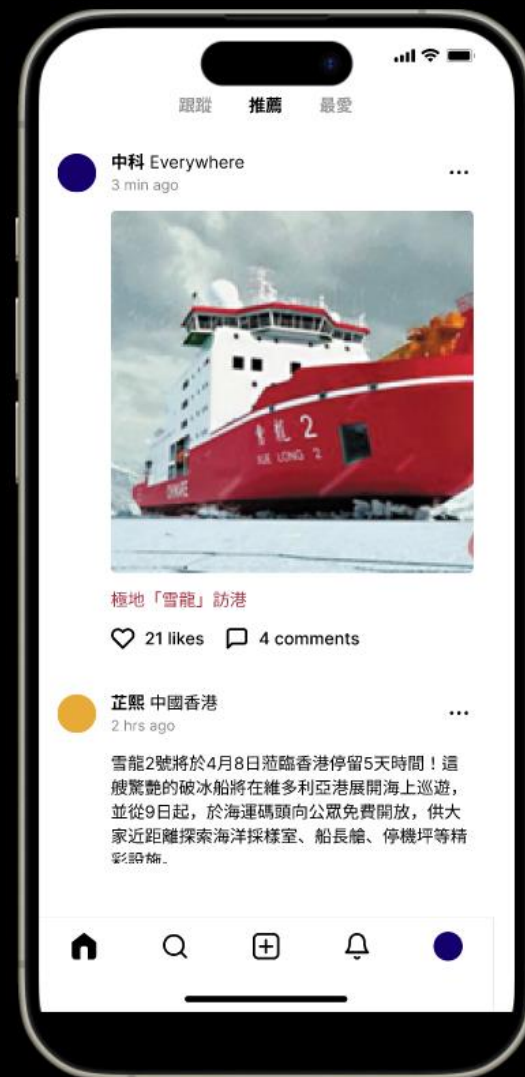 跟蹤 推薦 最愛
中科 Everywhere
3 min ago
雪龍 2
XUE LONG 2
極地「雪龍」訪港
21 likes 4 comments
芷熙 中國香港
2 hrs ago
雪龍2號將於4月8日蒞臨香港停留5天時間！這
艘驚艷的破冰船將在維多利亞港展開海上巡遊，
並從9日起，於海運碼頭向公眾免費開放，供大
家近距離探索海洋採樣室、船長艙、停機坪等精
彩設施。